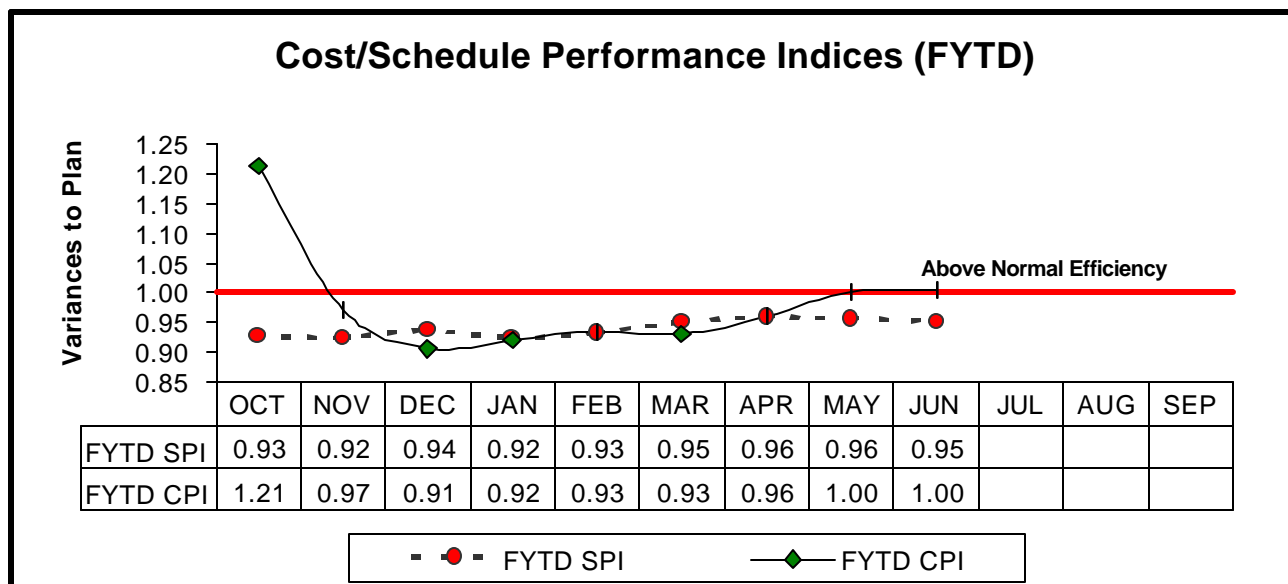 Cost/Schedule Performance Indices (FYTD)
Variances to Plan
1.25
1.20
1.15
1.10
1.05
1.00
0.95
0.90
0.85
Above Normal Efficiency
OCT NOV DEC JAN FEB MAR APR MAY JUN JUL AUG SEP
FYTD SPI 0.93 0.92 0.94 0.92 0.93 0.95 0.96 0.96 0.95
FYTD CPI 1.21 0.97 0.91 0.92 0.93 0.93 0.96 1.00 1.00
FYTD SPI FYTD CPI